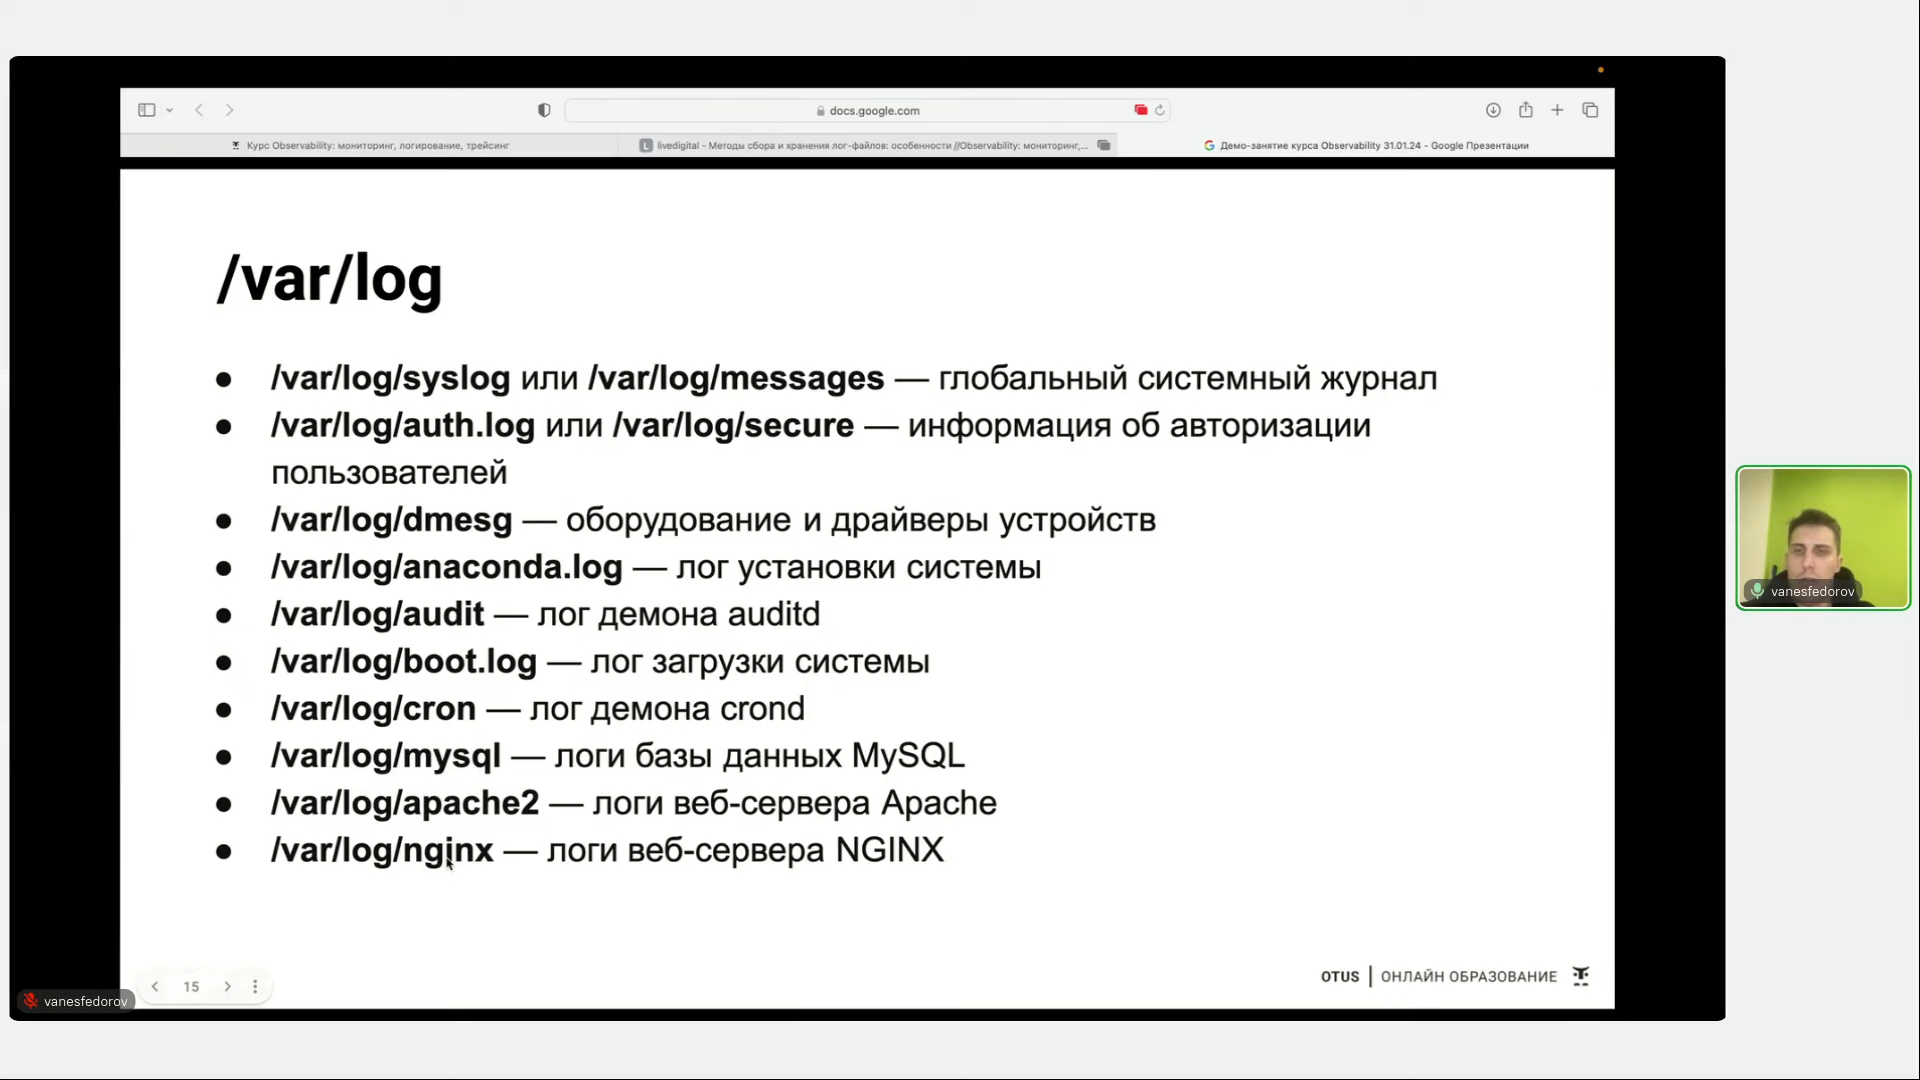 docs.google.com
Курс Observability: мониторинг, логирование, трейсинг
L livedigital - Методы сбора и хранения лог-файлов: особенности //Observability: мониторинг,...
Демо-занятие курса Observability 31.01.24 - Google Презентации
/var/log
● /var/log/syslog или /var/log/messages — глобальный системный журнал
● /var/log/auth.log или /var/log/secure — информация об авторизации
пользователей
● /var/log/dmesg — оборудование и драйверы устройств
● /var/log/anaconda.log — лог установки системы
● /var/log/audit — лог демона auditd
● /var/log/boot.log — лог загрузки системы
● /var/log/cron — лог демона crond
● /var/log/mysql — логи базы данных MySQL
● /var/log/apache2 — логи веб-сервера Apache
● /var/log/nginx — логи веб-сервера NGINX
vanesfedorov
15
OTUS | ОНЛАЙН ОБРАЗОВАНИЕ
vanesfedorov